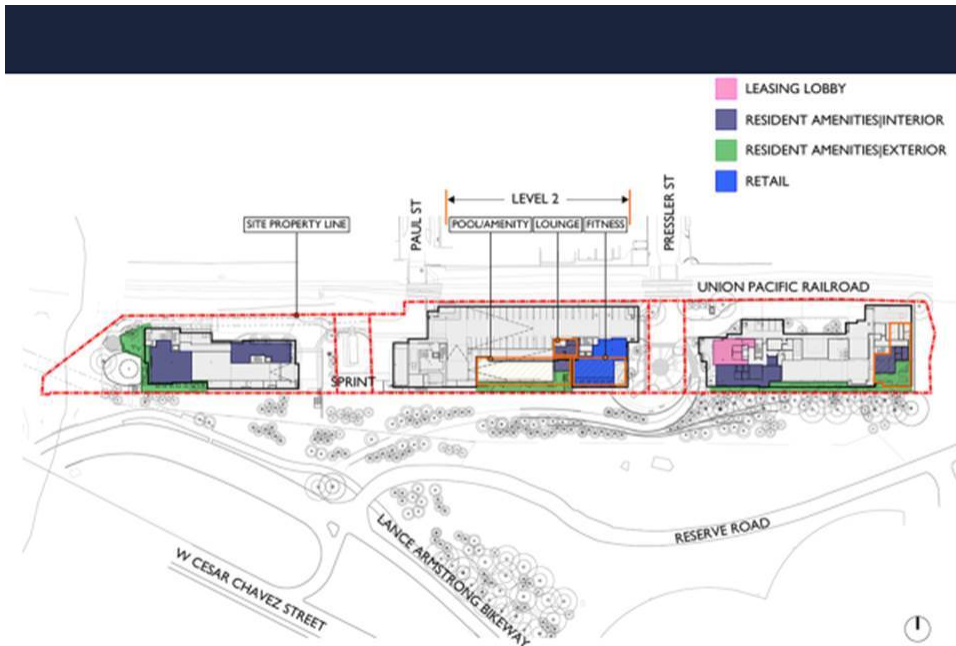 LEASING LOBBY
RESIDENT AMENITIES|INTERIOR
RESIDENT AMENITIES|EXTERIOR
RETAIL
LEVEL 2
PAUL ST
PRESSLER ST
SITE PROPERTY LINE
POOL/AMENITY
LOUNGE
FITNESS
UNION PACIFIC RAILROAD
SPRINT
RESERVE ROAD
LANCE ARMSTRONG BIKEWAY
W CESAR CHAVEZ STREET